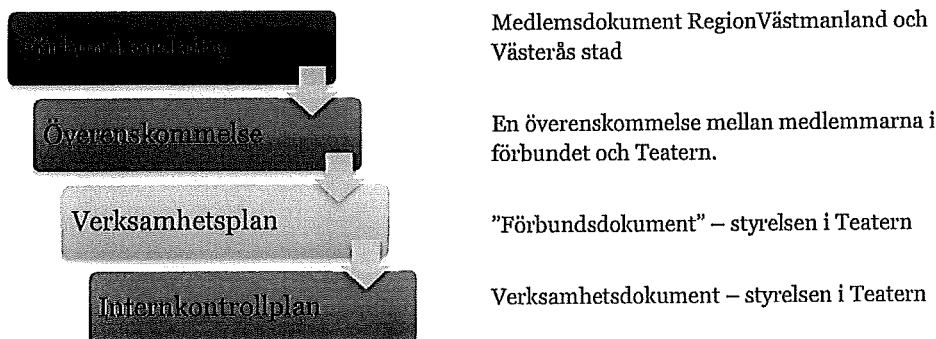 Förbundsordning
Medlemsdokument RegionVästmanland och
Västerås stad
Överenskommelse
En överenskommelse mellan medlemmarna i
förbundet och Teatern.
Verksamhetsplan
”Förbundsdokument” – styrelsen i Teatern
Internkontrollplan
Verksamhetsdokument – styrelsen i Teatern